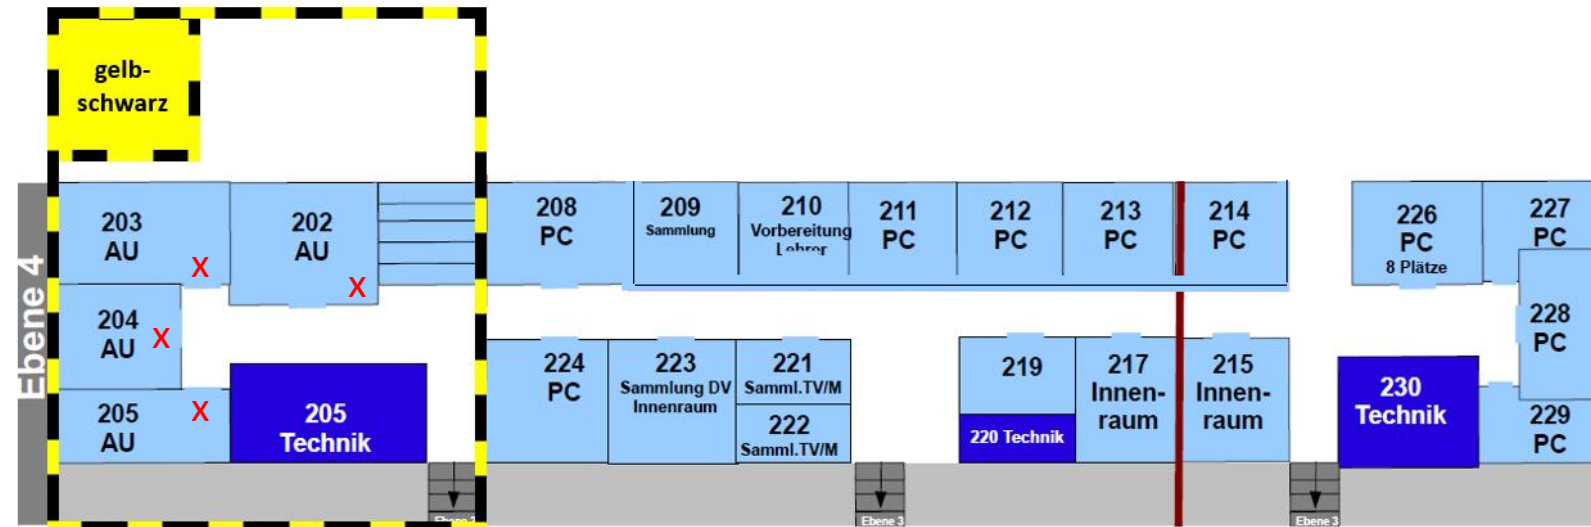 gelb-
schwarz
Ebene 4
203
AU
X
202
AU
X
204
AU
X
205
AU
X
205
Technik
208
PC
209
Sammlung
210
Vorbereitung
Lehrer
211
PC
212
PC
213
PC
214
PC
226
PC
8 Plätze
227
PC
228
PC
224
PC
223
Sammlung DV
Innenraum
221
Samml.TV/M
222
Samml.TV/M
219
220 Technik
217
Innen-
raum
215
Innen-
raum
230
Technik
229
PC
Ebene 3
Ebene 3